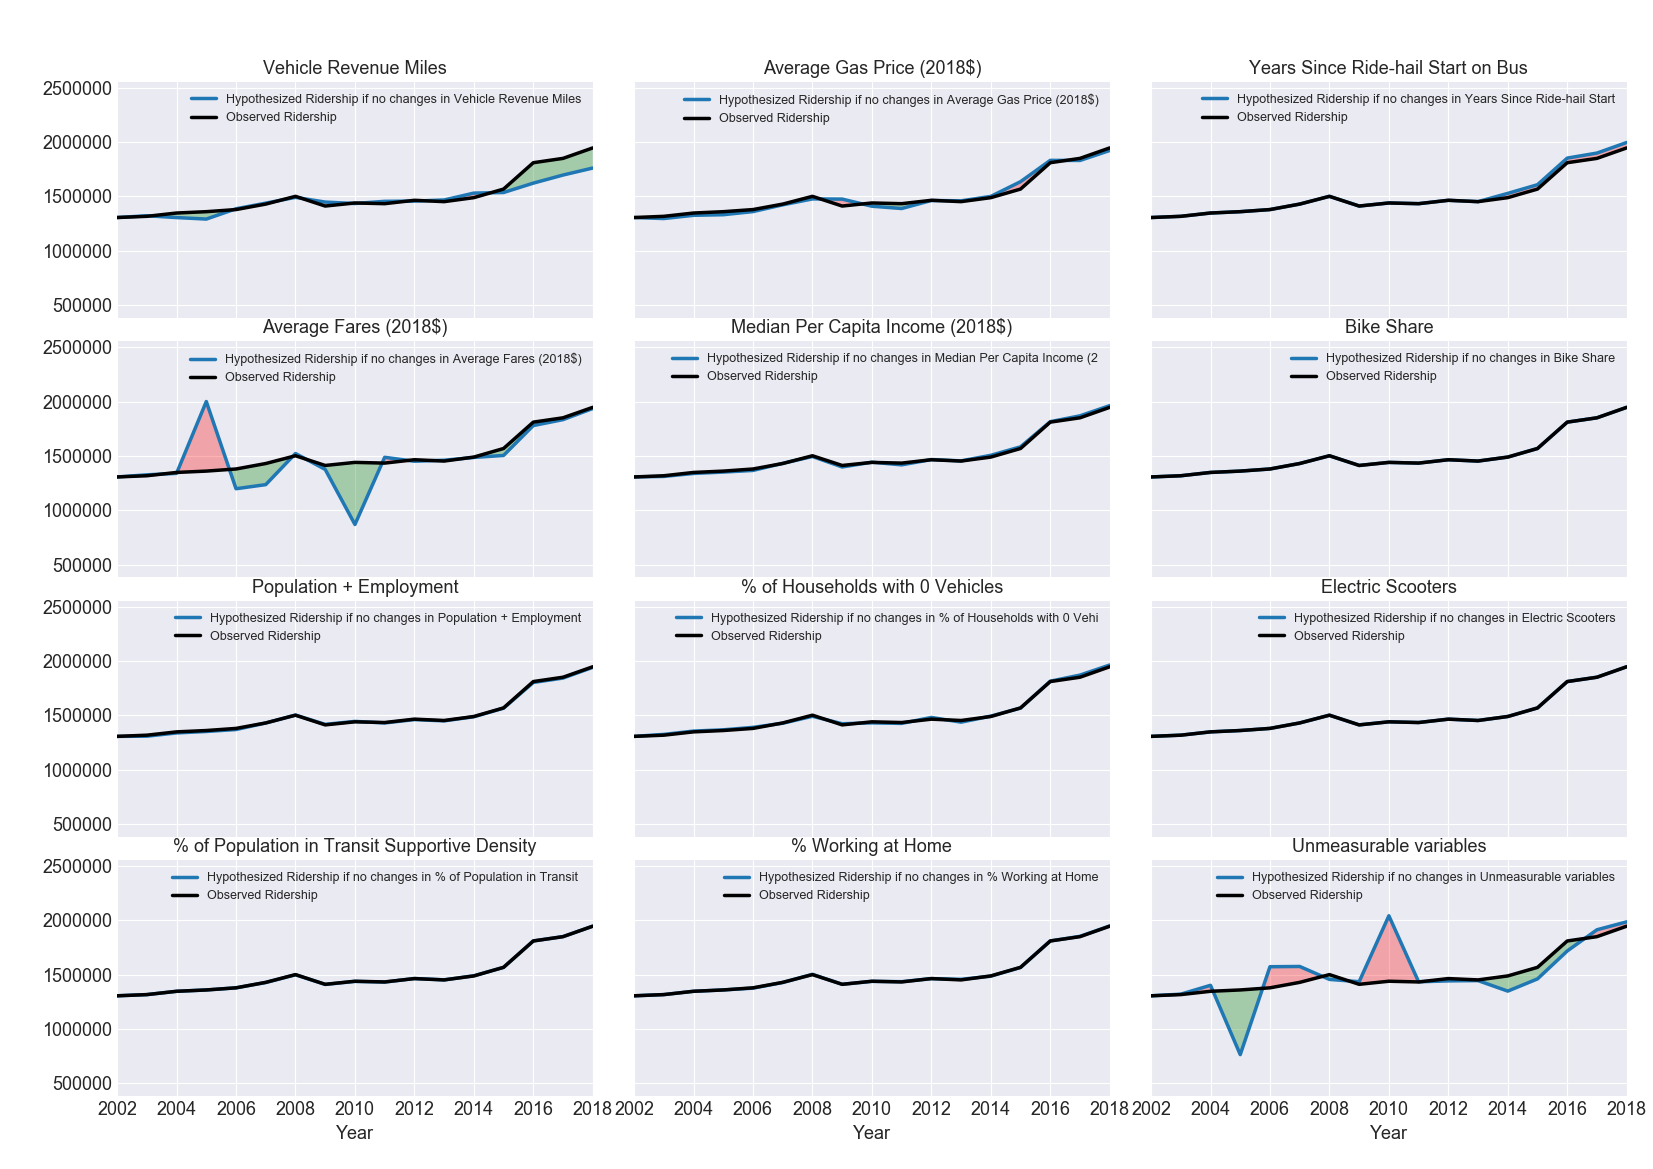 Vehicle Revenue Miles
2500000
2000000
1500000
1000000
500000
Hypothesized Ridership if no changes in Vehicle Revenue Miles
Observed Ridership
Average Gas Price (2018$)
Hypothesized Ridership if no changes in Average Gas Price (2018$)
Observed Ridership
Years Since Ride-hail Start on Bus
Hypothesized Ridership if no changes in Years Since Ride-hail Start
Observed Ridership
Average Fares (2018$)
2500000
2000000
1500000
1000000
500000
Hypothesized Ridership if no changes in Average Fares (2018$)
Observed Ridership
Median Per Capita Income (2018$)
Hypothesized Ridership if no changes in Median Per Capita Income (2
Observed Ridership
Bike Share
Hypothesized Ridership if no changes in Bike Share
Observed Ridership
Population + Employment
2500000
2000000
1500000
1000000
500000
Hypothesized Ridership if no changes in Population + Employment
Observed Ridership
% of Households with 0 Vehicles
Hypothesized Ridership if no changes in % of Households with 0 Vehi
Observed Ridership
Electric Scooters
Hypothesized Ridership if no changes in Electric Scooters
Observed Ridership
% of Population in Transit Supportive Density
2500000
2000000
1500000
1000000
500000
Hypothesized Ridership if no changes in % of Population in Transit
Observed Ridership
2002 2004 2006 2008 2010 2012 2014 2016 2018
Year
% Working at Home
Hypothesized Ridership if no changes in % Working at Home
Observed Ridership
2002 2004 2006 2008 2010 2012 2014 2016 2018
Year
Unmeasurable variables
Hypothesized Ridership if no changes in Unmeasurable variables
Observed Ridership
2002 2004 2006 2008 2010 2012 2014 2016 2018
Year